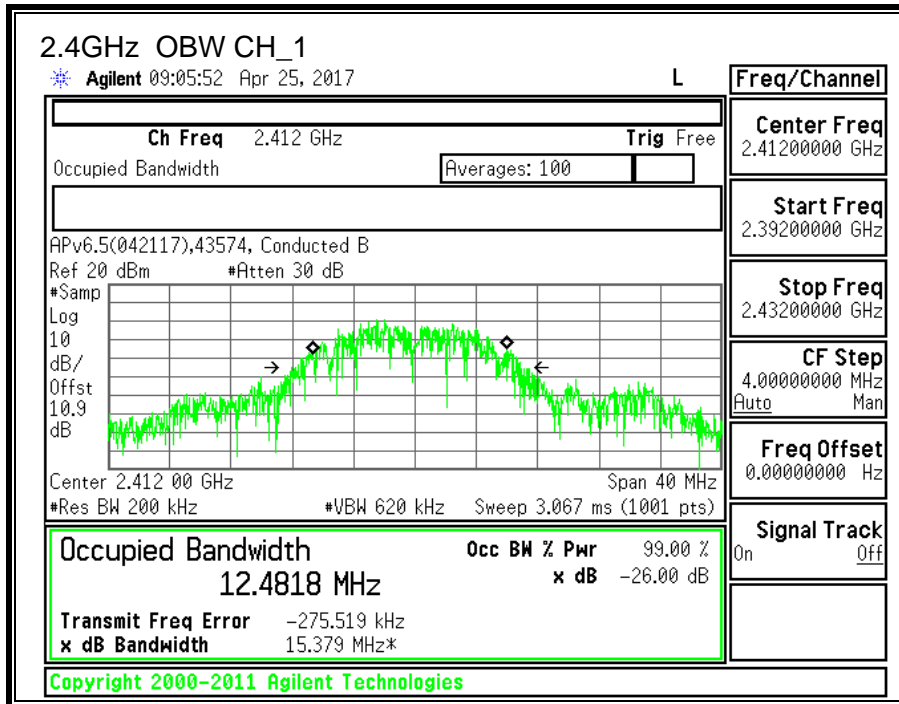 2.4GHz OBW CH_1
Agilent 09:05:52 Apr 25, 2017 L
Ch Freq 2.412 GHz Trig Free
Occupied Bandwidth Averages: 100
APv6.5(042117),43574, Conducted B
Ref 20 dBm #Atten 30 dB
#Samp
Log
10
dB/
Offst
10.9
dB
Center 2.412 00 GHz Span 40 MHz
#Res BW 200 kHz #VBW 620 kHz Sweep 3.067 ms (1001 pts)
Occupied Bandwidth Occ BW % Pwr 99.00 %
12.4818 MHz x dB -26.00 dB
Transmit Freq Error -275.519 kHz
x dB Bandwidth 15.379 MHz*
Copyright 2000-2011 Agilent Technologies
Freq/Channel
Center Freq
2.41200000 GHz
Start Freq
2.39200000 GHz
Stop Freq
2.43200000 GHz
CF Step
4.00000000 MHz
Auto Man
Freq Offset
0.00000000 Hz
Signal Track
On Off